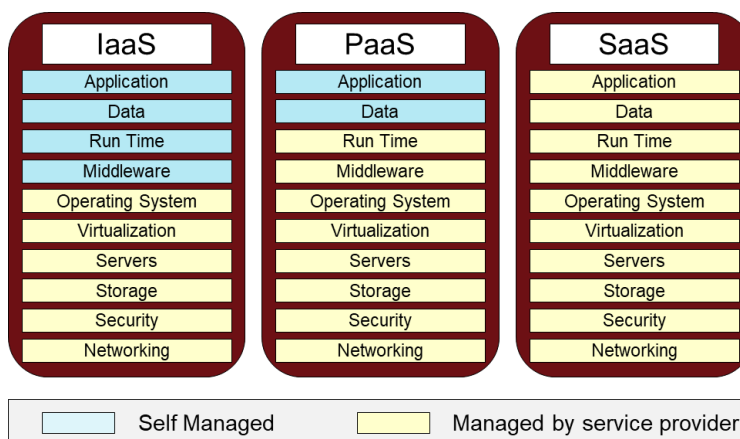 IaaS
Application
Data
Run Time
Middleware
Operating System
Virtualization
Servers
Storage
Security
Networking
PaaS
Application
Data
Run Time
Middleware
Operating System
Virtualization
Servers
Storage
Security
Networking
SaaS
Application
Data
Run Time
Middleware
Operating System
Virtualization
Servers
Storage
Security
Networking
Self Managed
Managed by service provider